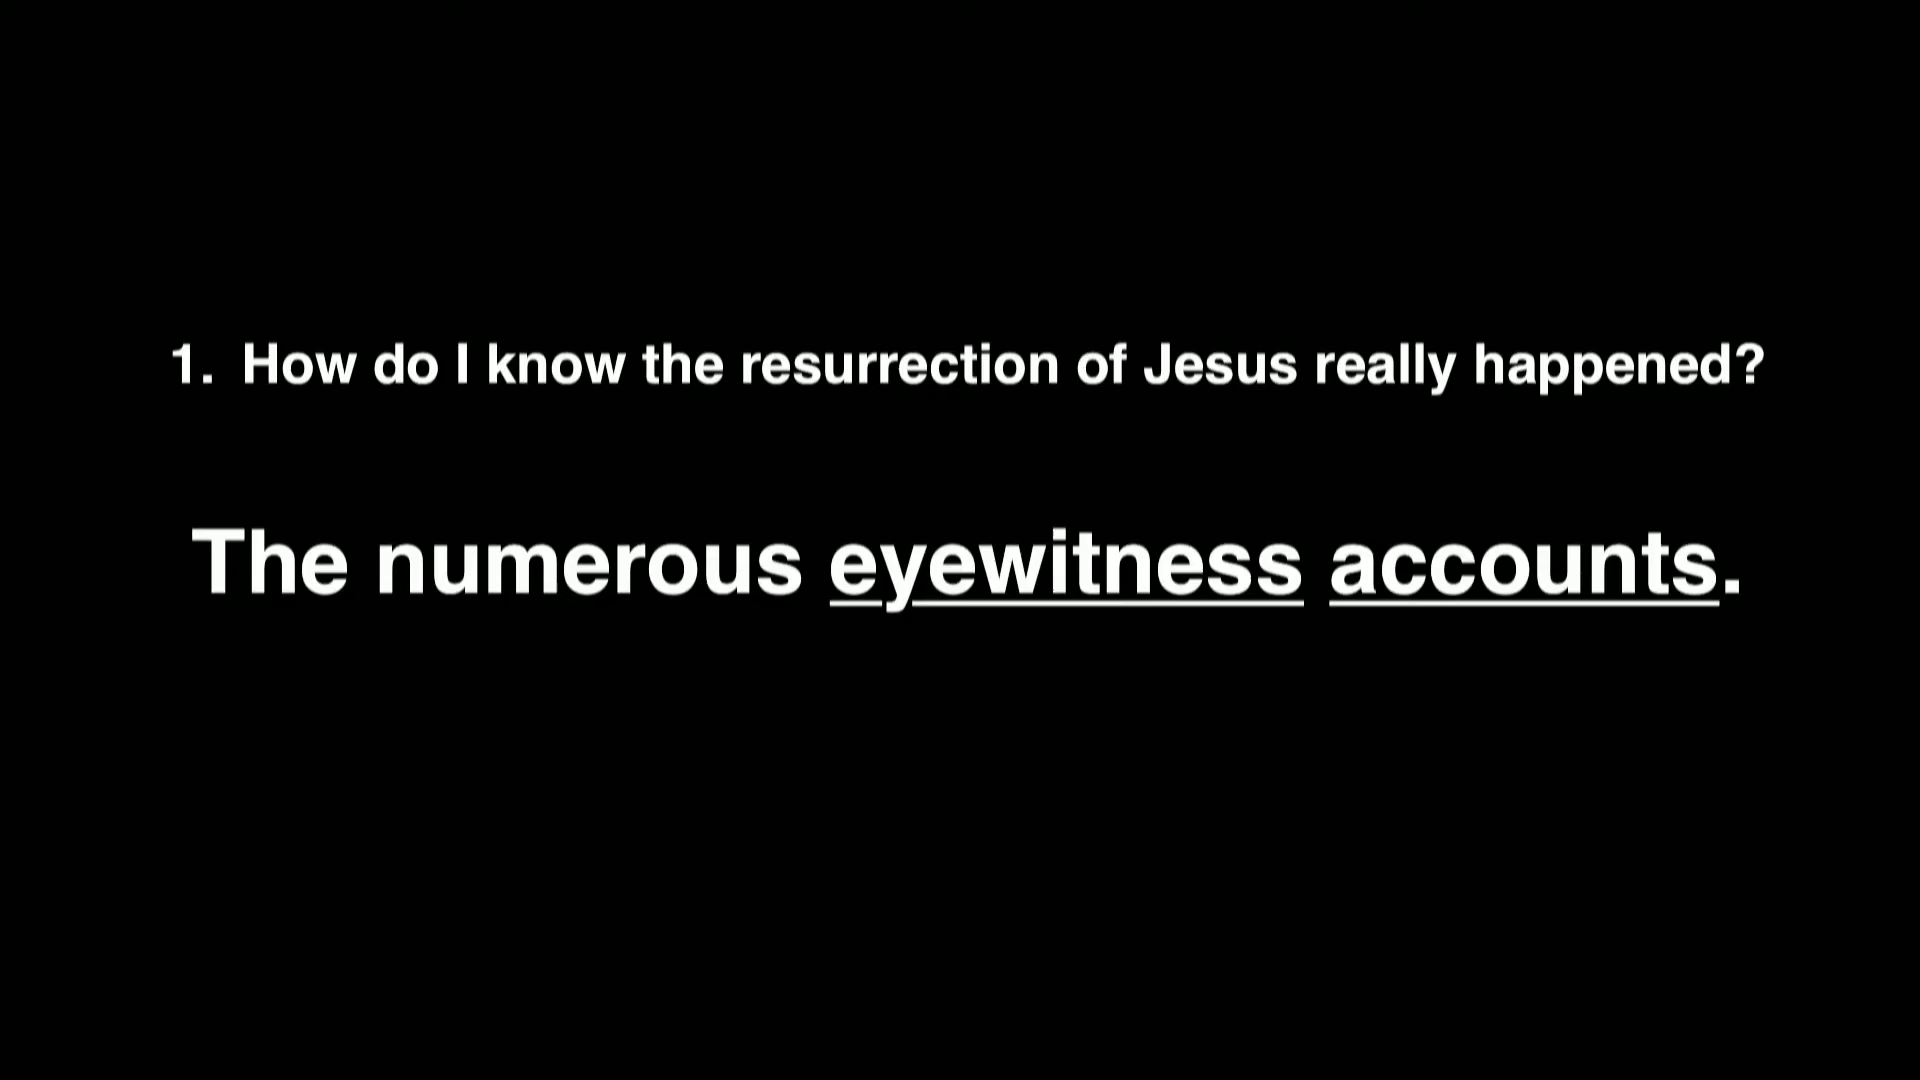 1. How do I know the resurrection of Jesus really happened?
The numerous eyewitness accounts.